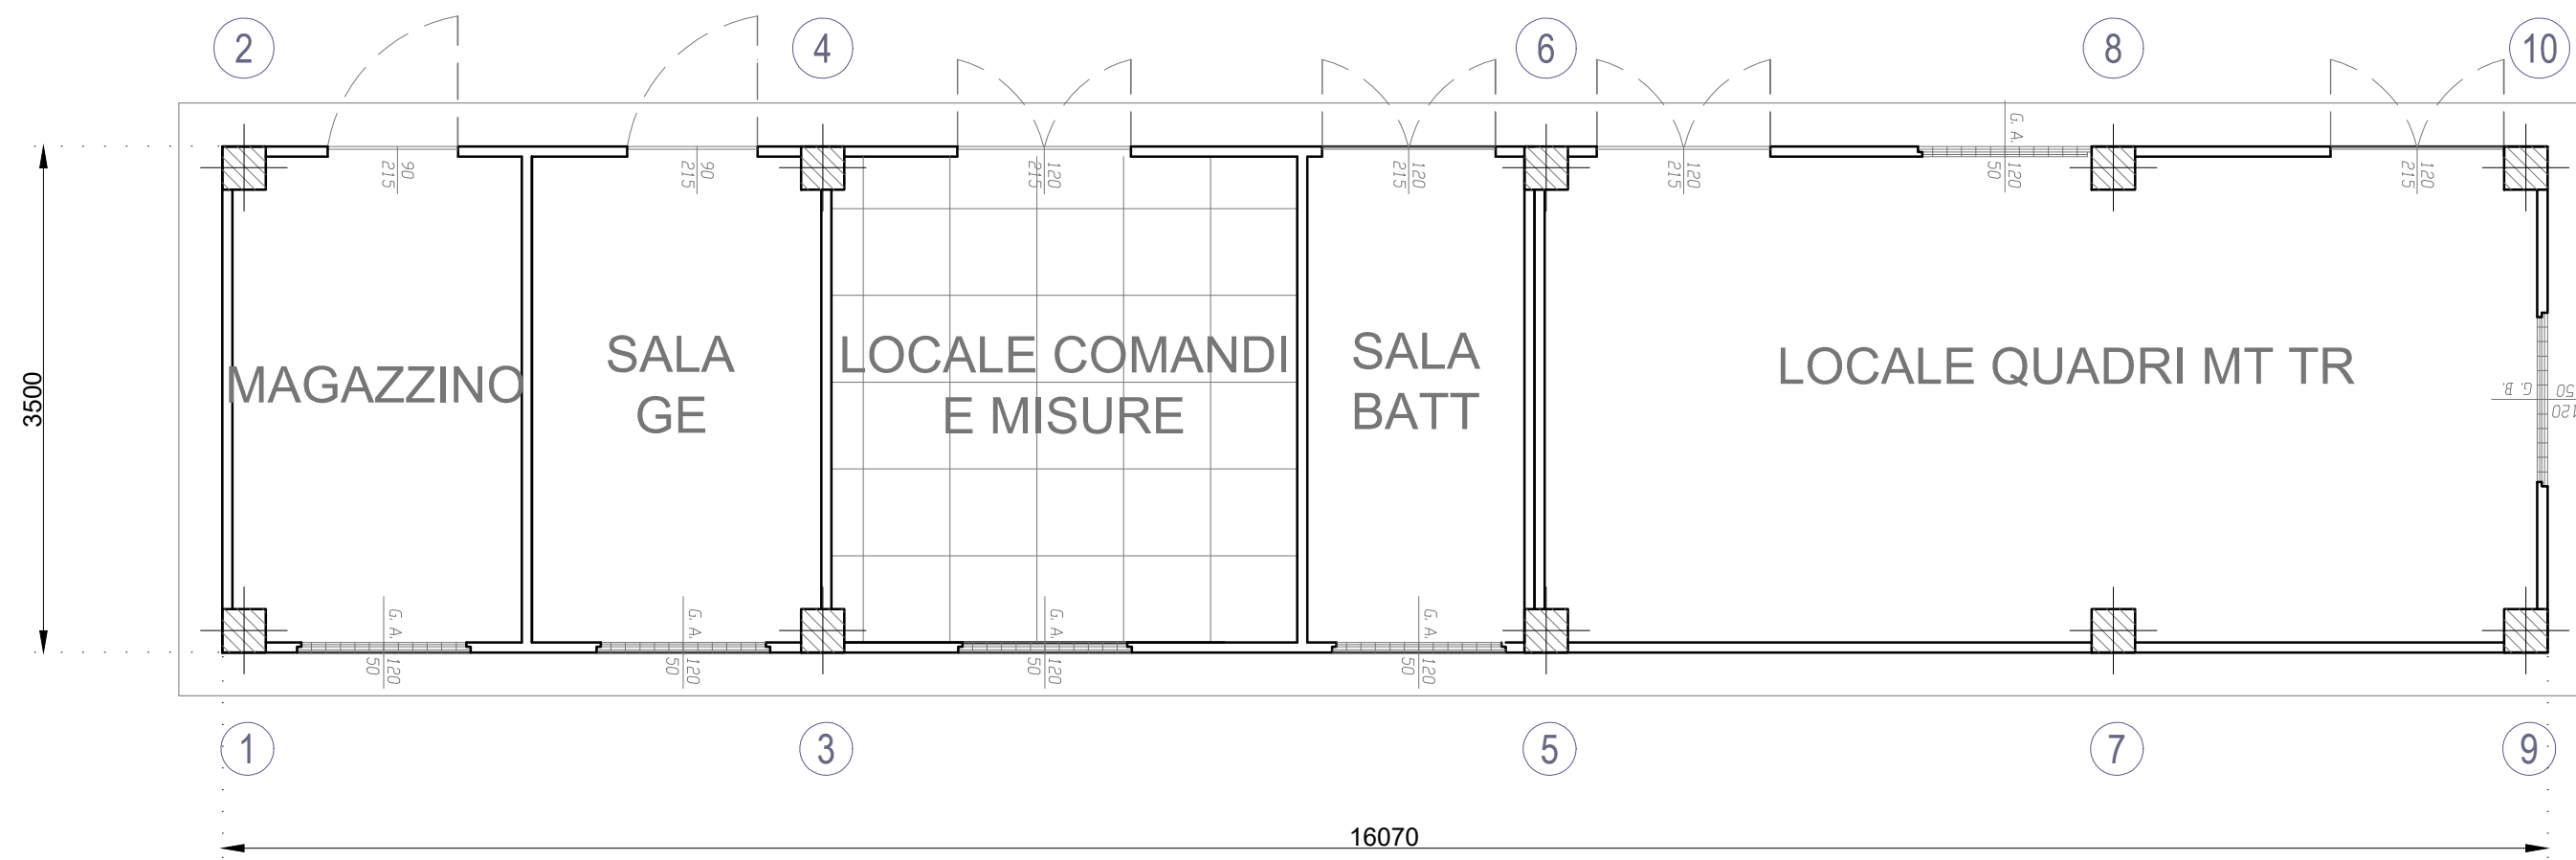 2
4
6
8
10
G. A.
90
215
90
215
120
215
120
215
120
215
120
50
120
215
3500
MAGAZZINO
SALA
GE
LOCALE COMANDI
E MISURE
SALA
BATT
LOCALE QUADRI MT TR
G. B.
50
120
G. A.
G. A.
G. A.
G. A.
120
50
120
50
120
50
120
50
1
3
5
7
9
16070